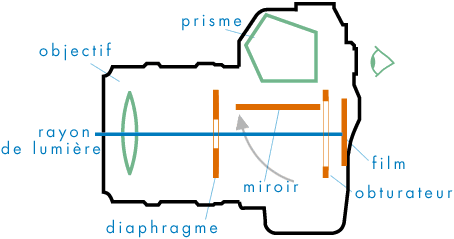 prisme
objectif
rayon
de lumière
miroir
film
obturateur
diaphragme